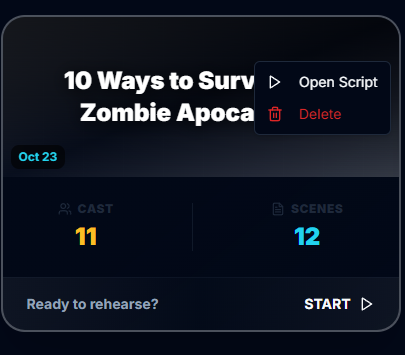 10 Ways to Surv
Zombie Apoca
Open Script
Delete
Oct 23
CAST
11
SCENES
12
Ready to rehearse?
START